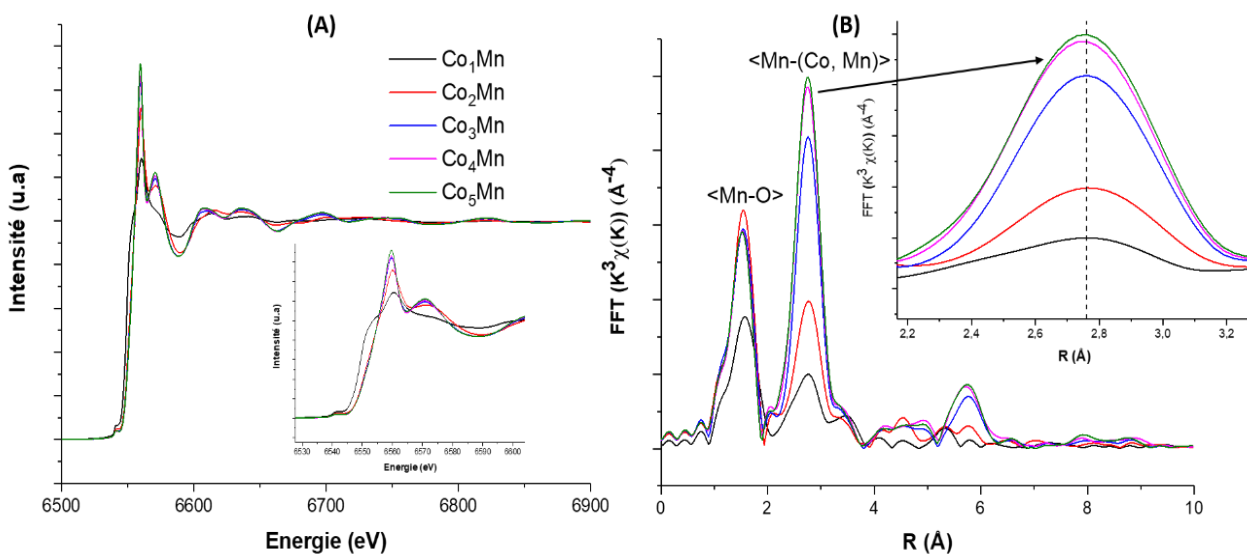 (A)
Intensité (u.a)
Co₁Mn
Co₂Mn
Co₃Mn
Co₄Mn
Co₅Mn
Intensité (u.a)
6530 6540 6550 6560 6570 6580 6590 6600
Energie (eV)
6500 6600 6700 6800 6900
Energie (eV)
(B)
FFT (K³χ(K)) (Å⁻⁴)
<Mn-O>
<Mn-(Co, Mn)>
FFT (K³χ(K)) (Å⁻⁴)
2,2 2,4 2,6 2,8 3,0 3,2
R (Å)
0 2 4 6 8 10
R (Å)